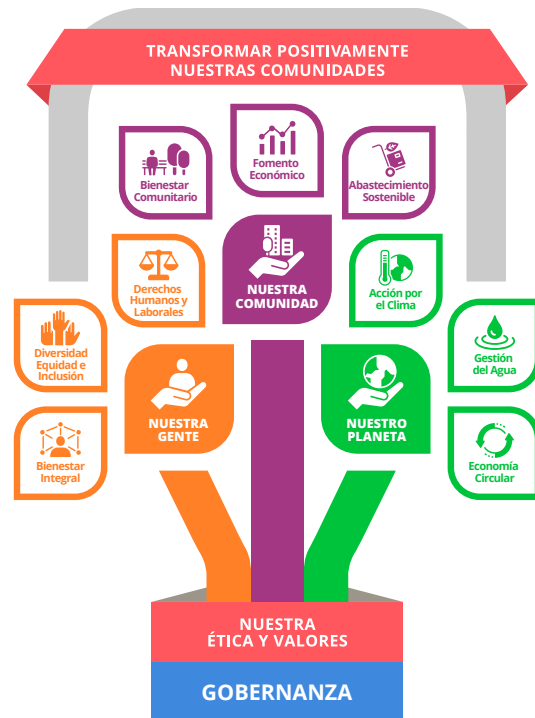 TRANSFORMAR POSITIVAMENTE
NUESTRAS COMUNIDADES
Bienestar
Comunitario
Fomento
Económico
Abastecimiento
Sostenible
NUESTRA
COMUNIDAD
Derechos
Humanos y
Laborales
Acción por
el Clima
Diversidad
Equidad e
Inclusión
Gestión
del Agua
NUESTRA
GENTE
NUESTRO
PLANETA
Bienestar
Integral
Economía
Circular
NUESTRA
ÉTICA Y VALORES
GOBERNANZA